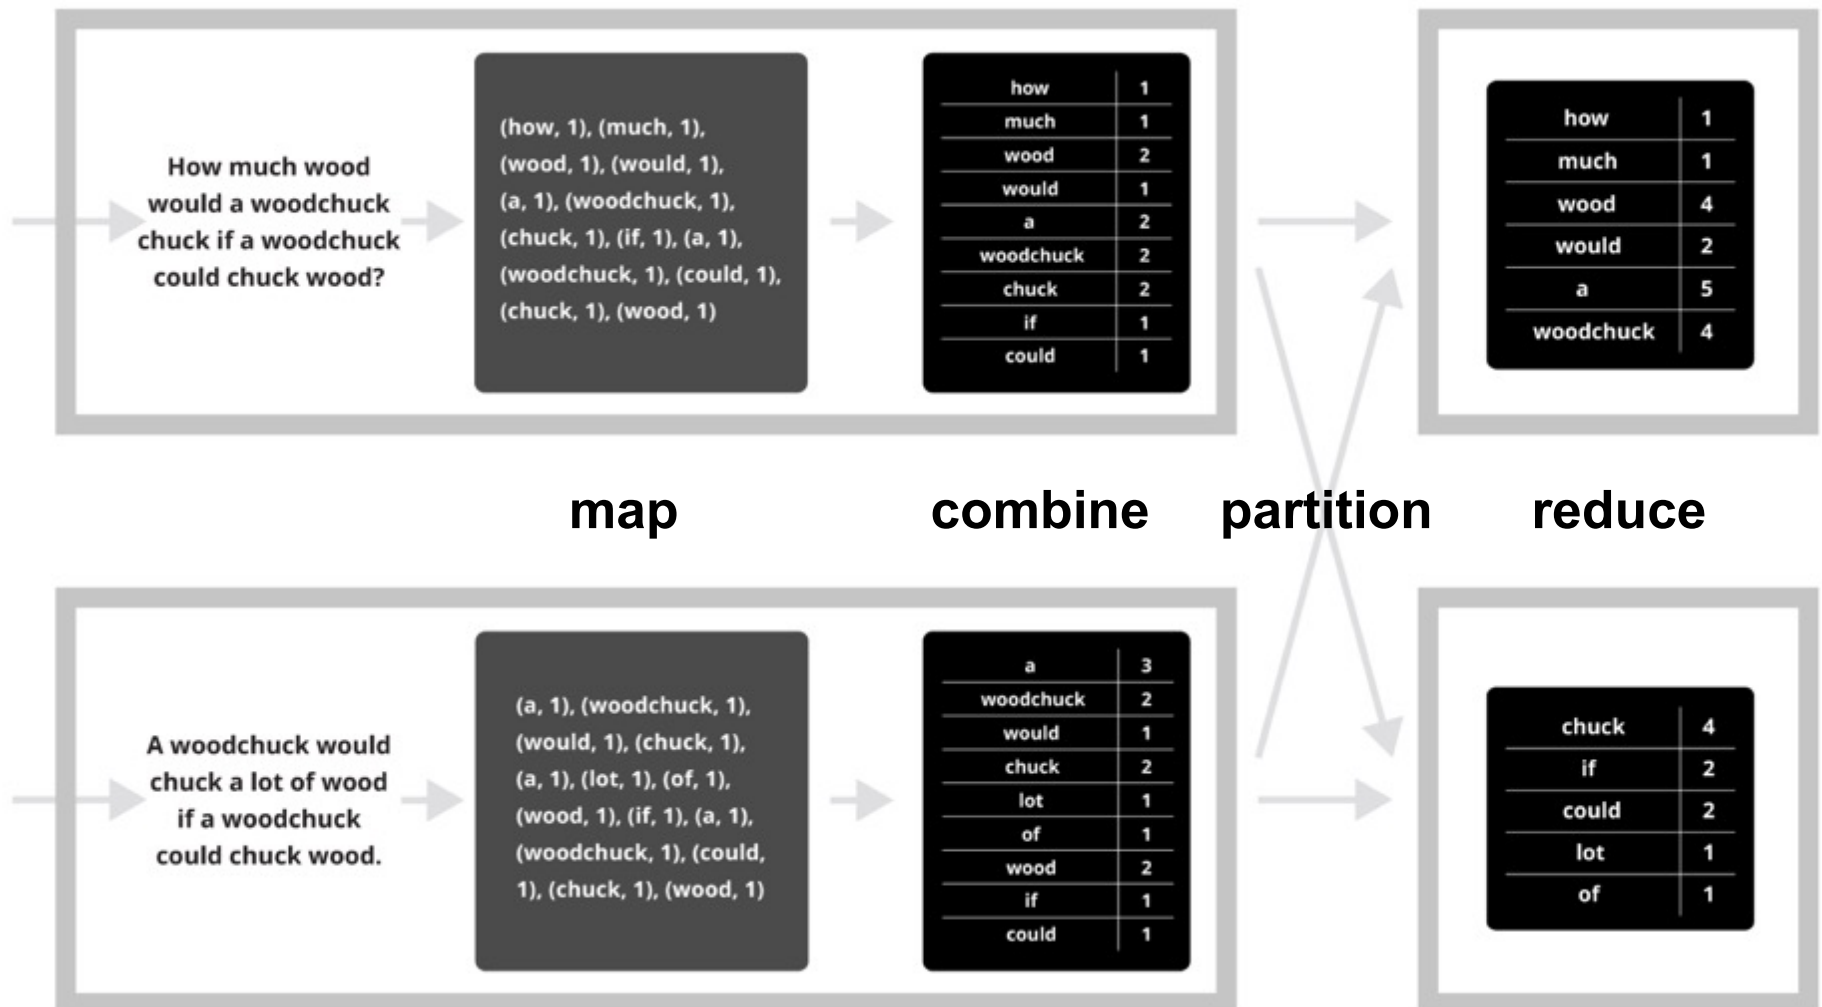 How much wood
would a woodchuck
chuck if a woodchuck
could chuck wood?
(how, 1), (much, 1),
(wood, 1), (would, 1),
(a, 1), (woodchuck, 1),
(chuck, 1), (if, 1), (a, 1),
(woodchuck, 1), (could, 1),
(chuck, 1), (wood, 1)
how 1
much 1
wood 2
would 1
a 2
woodchuck 2
chuck 2
if 1
could 1
how 1
much 1
wood 4
would 2
a 5
woodchuck 4
map combine partition reduce
A woodchuck would
chuck a lot of wood
if a woodchuck
could chuck wood.
(a, 1), (woodchuck, 1),
(would, 1), (chuck, 1),
(a, 1), (lot, 1), (of, 1),
(wood, 1), (if, 1), (a, 1),
(woodchuck, 1), (could,
1), (chuck, 1), (wood, 1)
a 3
woodchuck 2
would 1
chuck 2
lot 1
of 1
wood 2
if 1
could 1
chuck 4
if 2
could 2
lot 1
of 1